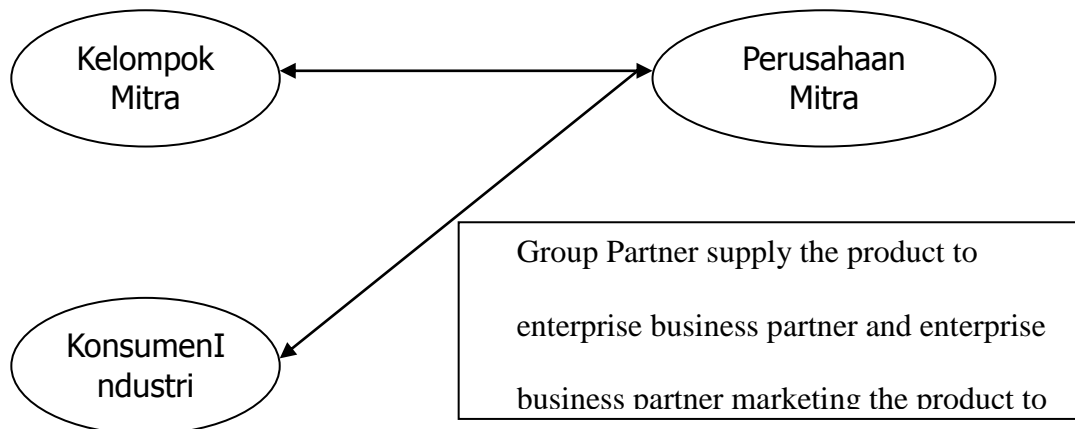 Kelompok
Mitra
Perusahaan
Mitra
KonsumenI
ndustri
Group Partner supply the product to
enterprise business partner and enterprise
business partner marketing the product to